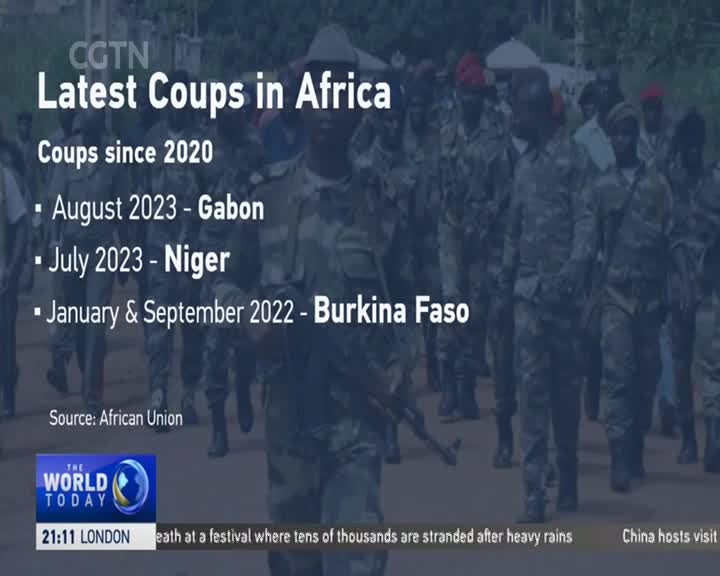 CGTN
Latest Coups in Africa
Coups since 2020
▪ August 2023 - Gabon
▪ July 2023 - Niger
▪ January & September 2022 - Burkina Faso
Source: African Union
THE
WORLD
TODAY
21:11 LONDON
eath at a festival where tens of thousands are stranded after heavy rains China hosts visit